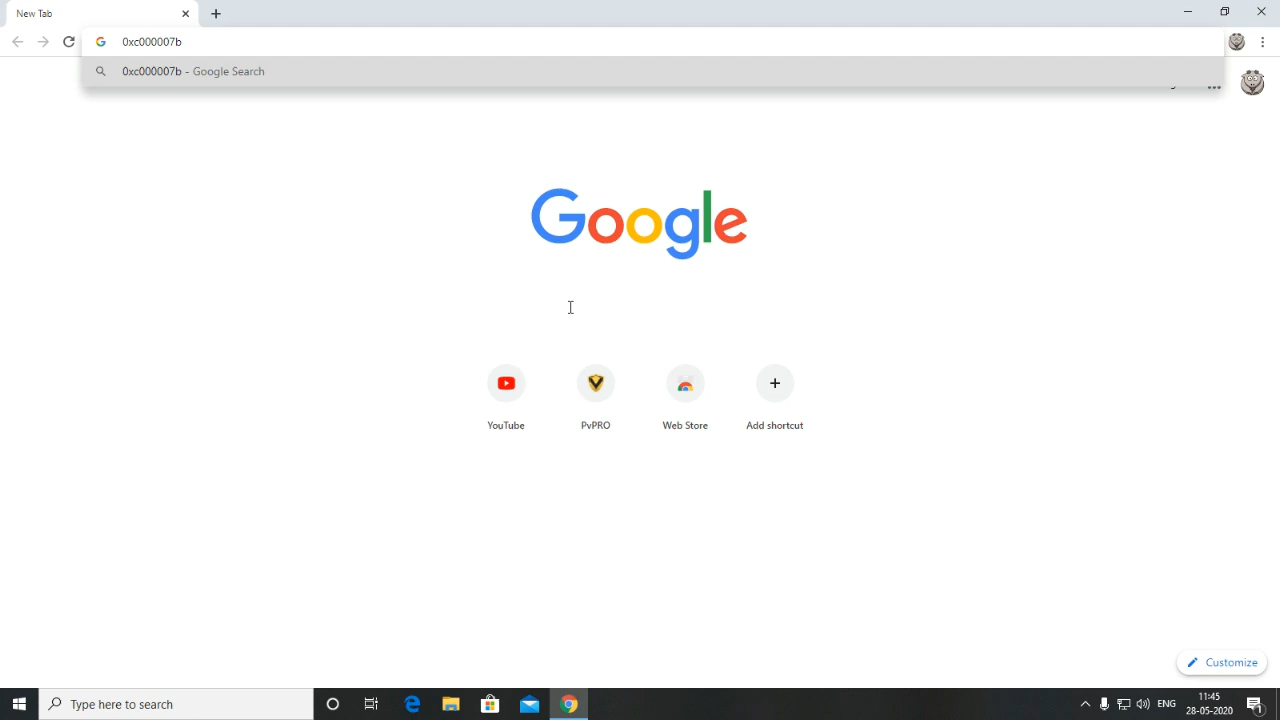 New Tab
0xc000007b
0xc000007b - Google Search
Google
YouTube
PvPRO
Web Store
Add shortcut
Customize
Type here to search
ENG
11:45
28-05-2020
1